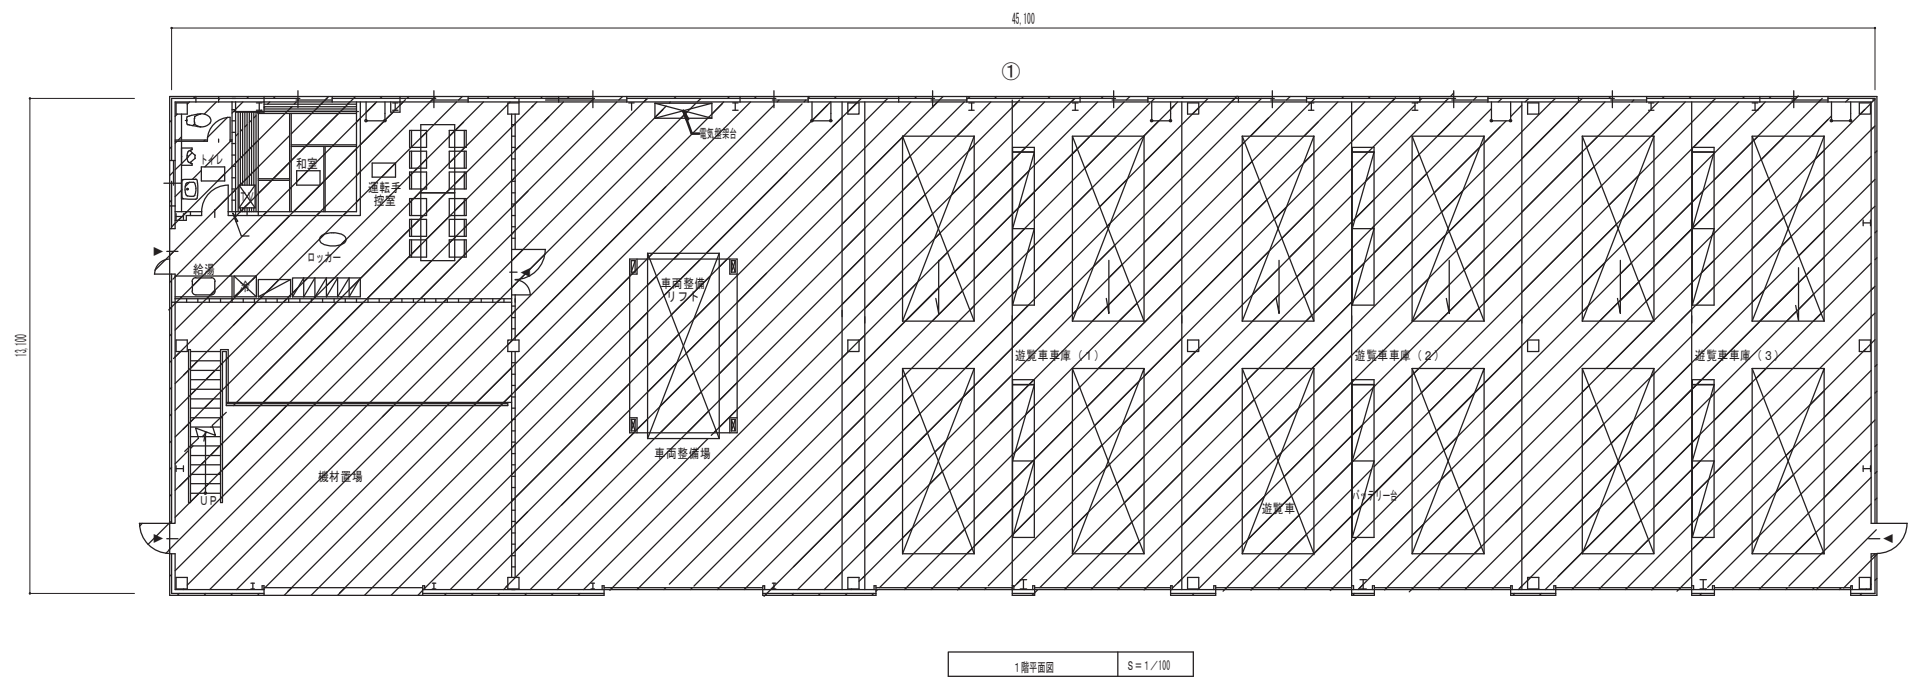 45,100
①
電気盤架台
トイレ
和室
運転手
控室
ロッカー
給湯
冷
車両整備
リフト
13,100
遊覧車車庫（1）
遊覧車車庫（2）
遊覧車車庫（3）
車両整備場
機材置場
UP
バッテリー台
遊覧車
1階平面図
S＝1／100